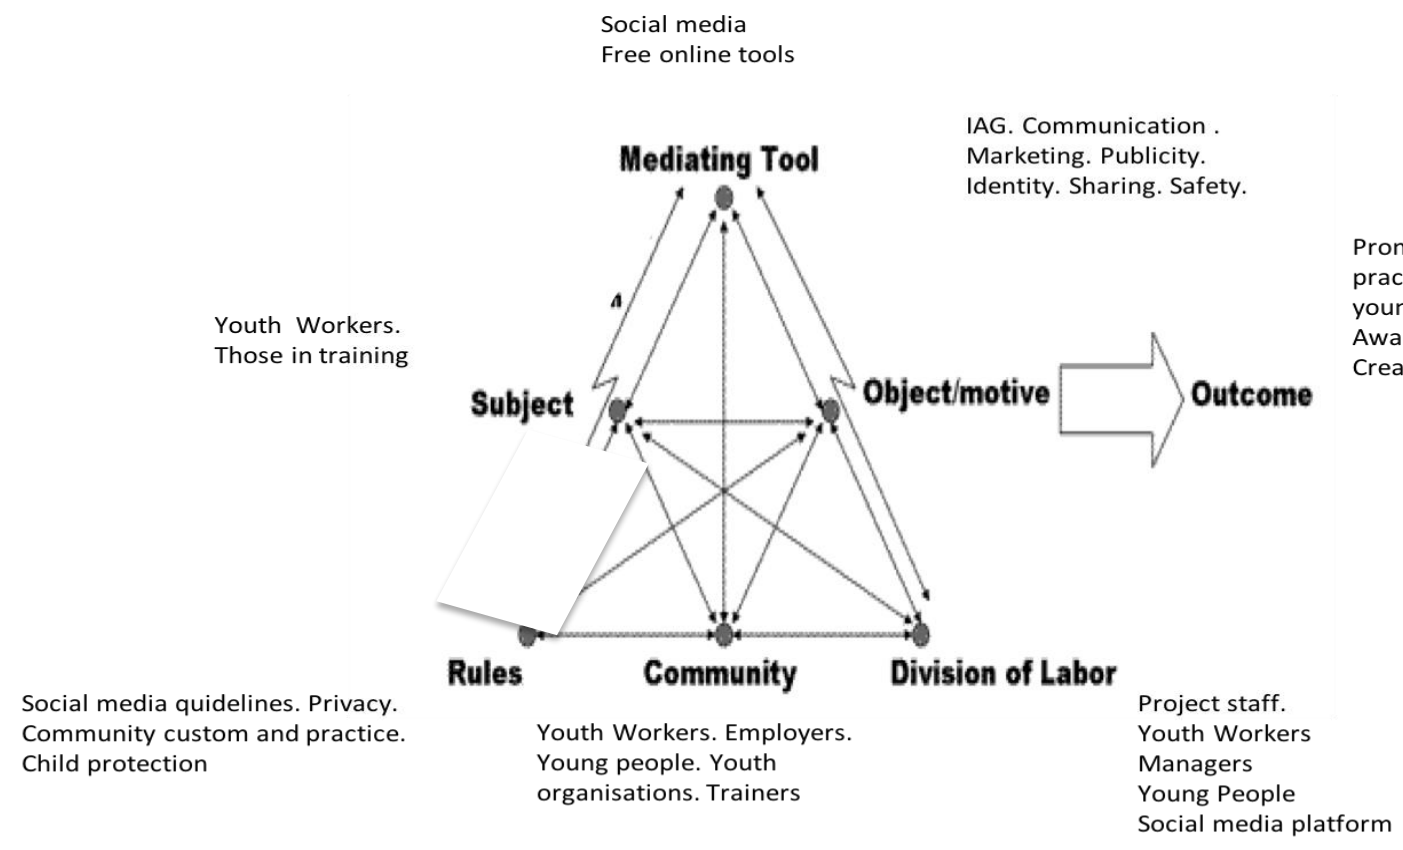 Social media
Free online tools
IAG. Communication .
Marketing. Publicity.
Identity. Sharing. Safety.
Mediating Tool
Youth Workers.
Those in training
Subject
Object/motive
Outcome
Rules
Community
Division of Labor
Social media quidelines. Privacy.
Community custom and practice.
Child protection
Youth Workers. Employers.
Young people. Youth
organisations. Trainers
Project staff.
Youth Workers
Managers
Young People
Social media platform